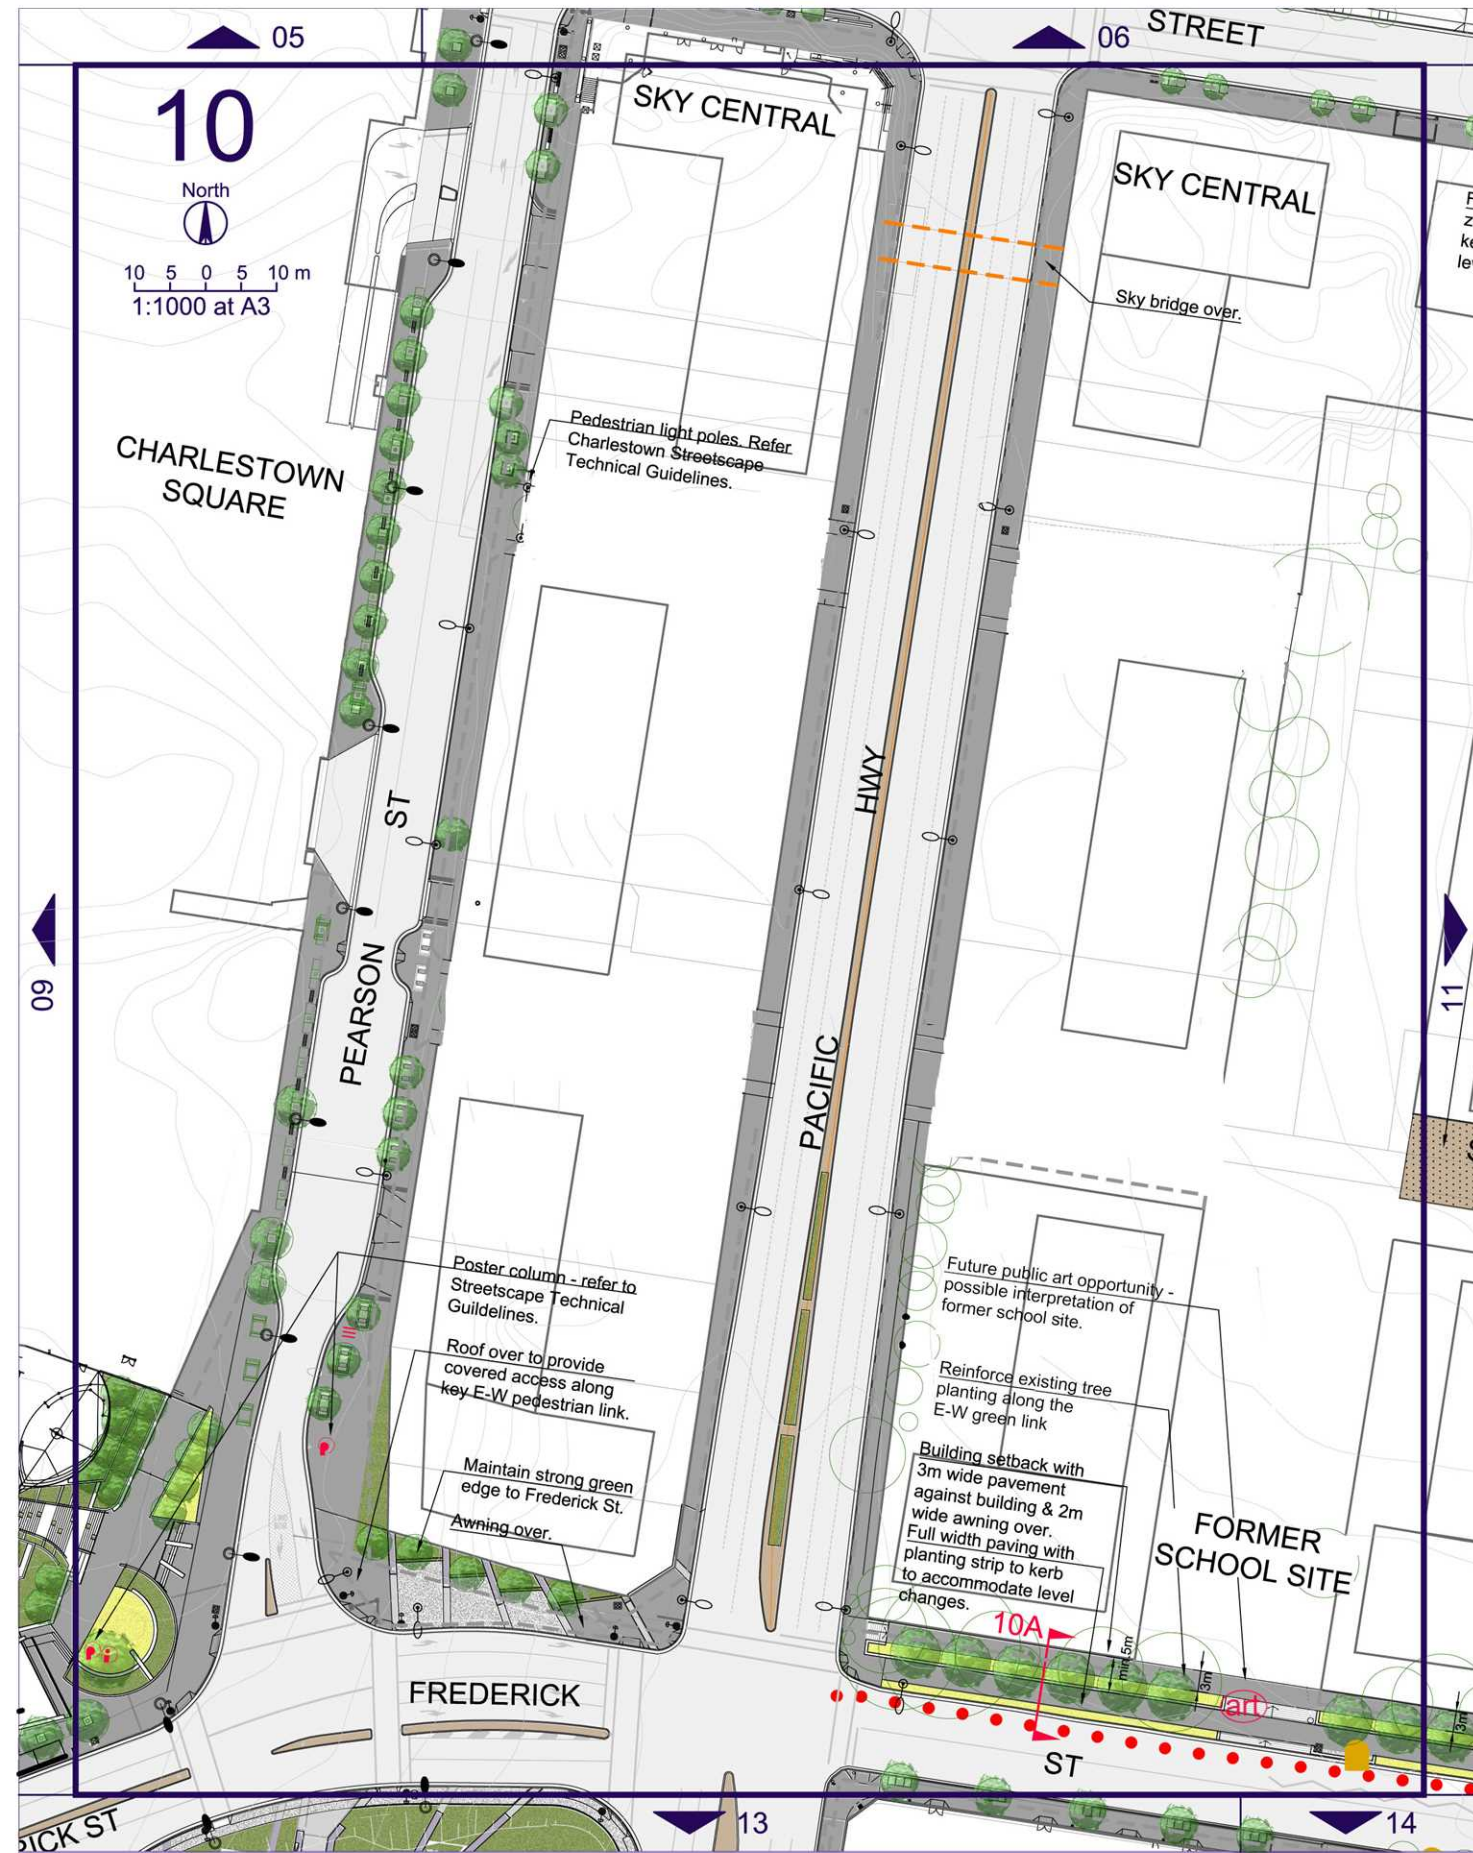 05
06
STREET
10
North
10 5 0 5 10 m
1:1000 at A3
SKY CENTRAL
SKY CENTRAL
Sky bridge over.
CHARLESTOWN
SQUARE
Pedestrian light poles. Refer
Charlestown Streetscape
Technical Guidelines.
ST
HWY
09
11
PEARSON
PACIFIC
Poster column - refer to
Streetscape Technical
Guildelines.
Roof over to provide
covered access along
key E-W pedestrian link.
Maintain strong green
edge to Frederick St.
Awning over.
Future public art opportunity -
possible interpretation of
former school site.
Reinforce existing tree
planting along the
E-W green link
Building setback with
3m wide pavement
against building & 2m
wide awning over.
Full width paving with
planting strip to kerb
to accommodate level
changes.
FORMER
SCHOOL SITE
10A
min.5m
3m
art
3m
FREDERICK
ST
RICK ST
13
14